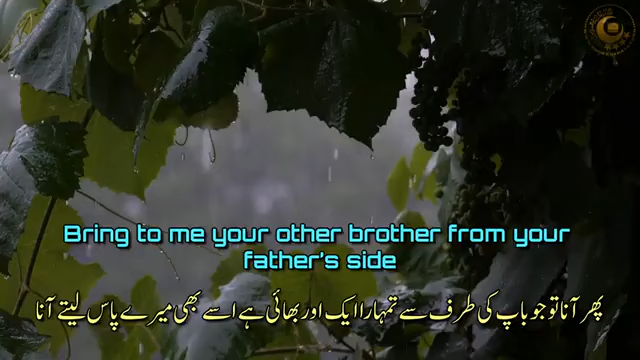 Bring to me your other brother from your
father's side
پھر آنا تو جو باپ کی طرف سے تمہارا ایک اور بھائی ہے اسے بھی میرے پاس لیتے آنا